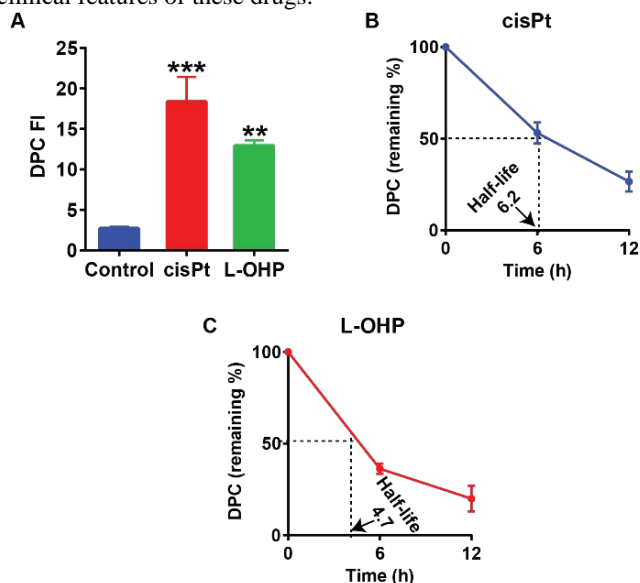 clinical features of these drugs.
A
25
20
15
10
5
0
DPC FI
***
**
Control cisPt L-OHP
B
cisPt
100
50
0
DPC (remaining %)
Half-life
6.2
0 6 12
Time (h)
C
L-OHP
100
50
0
DPC (remaining %)
Half-life
4.7
0 6 12
Time (h)